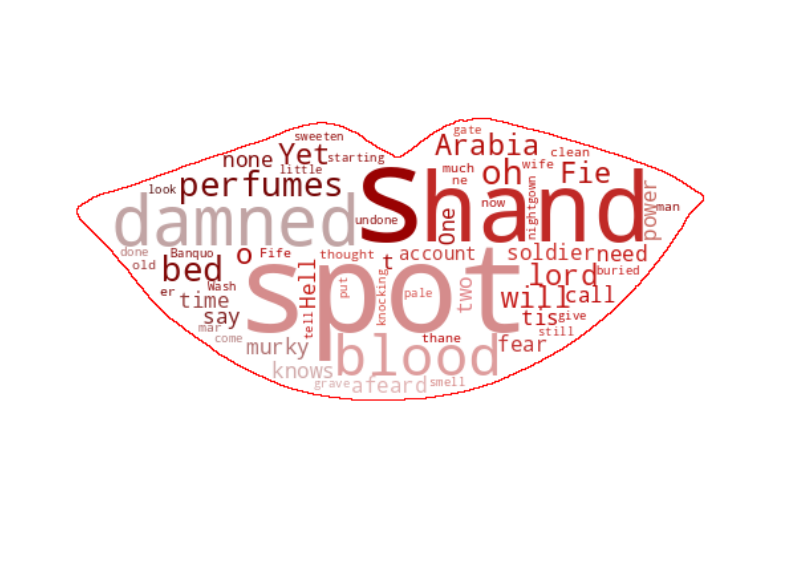 sweeten gate
none Yet starting Arabia clean
little much oh wife Fie
look perfumes ne now nightgown power man
damned undone S hand One
done Banquo o Fife thought t account soldier need
old bed Hell spot lord buried
er Wash time put knocking pale two will call
say tell tis give
mar come murky thane fear still
knows blood
grave afeard smell